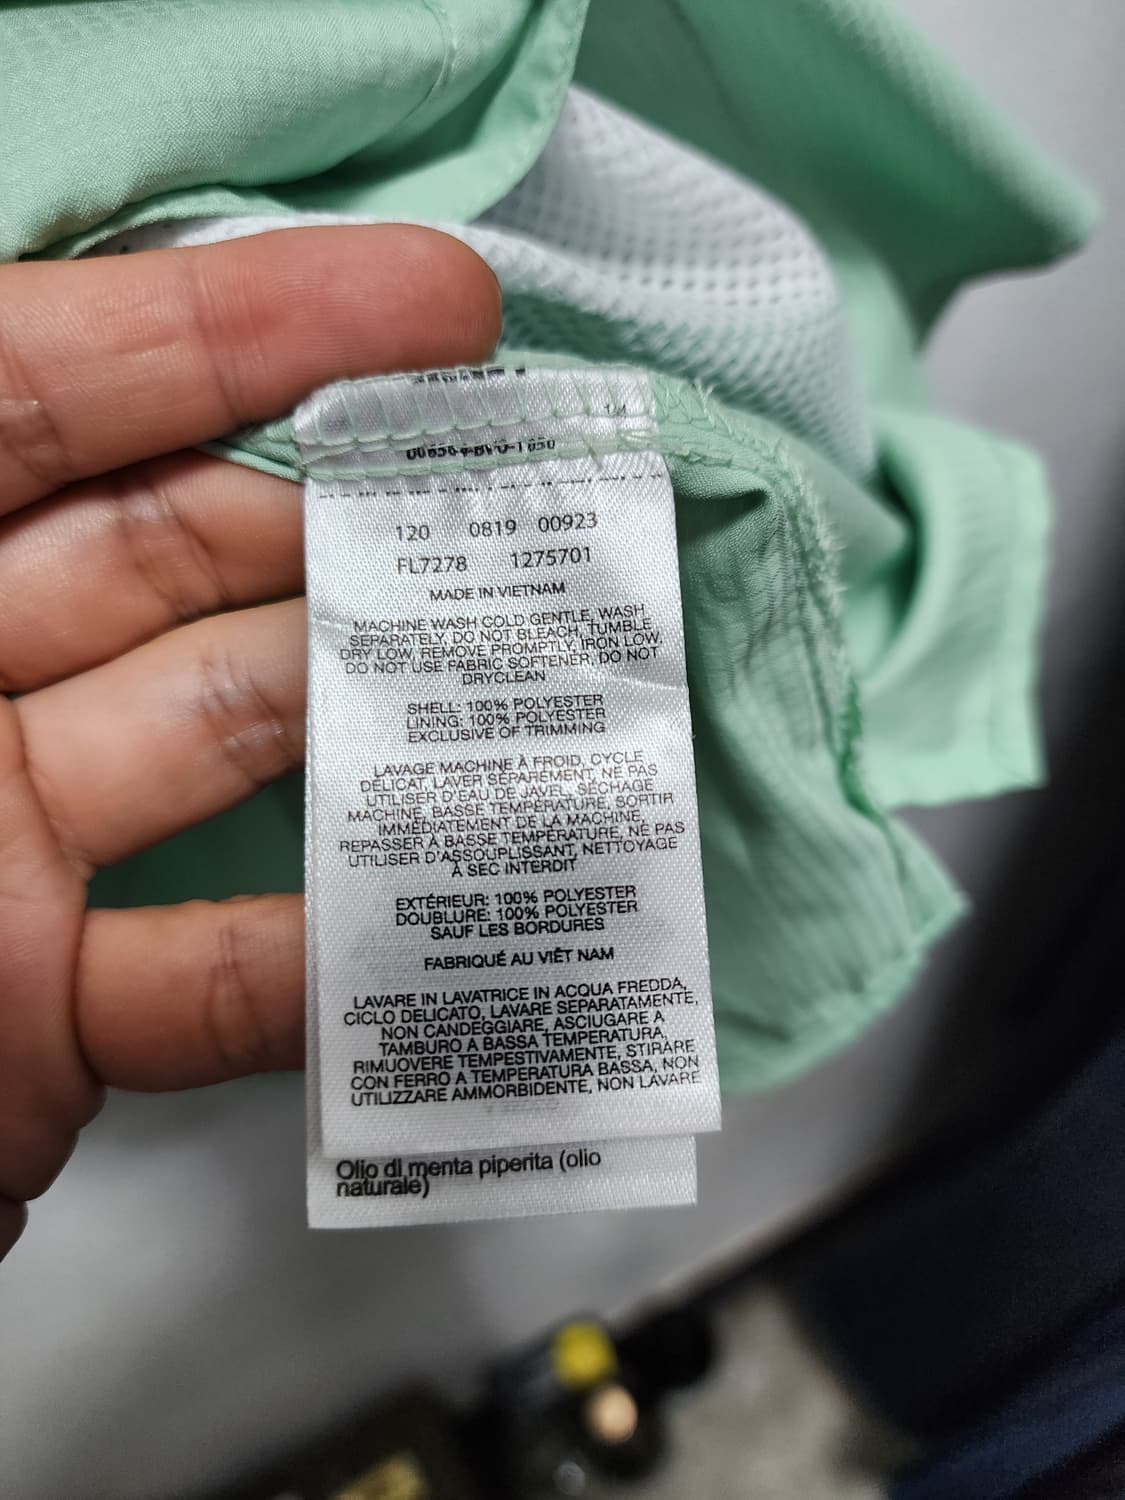 120 0819 00923
FL7278 1275701
MADE IN VIETNAM
MACHINE WASH COLD GENTLE, WASH
SEPARATELY, DO NOT BLEACH, TUMBLE
DRY LOW, REMOVE PROMPTLY, IRON LOW,
DO NOT USE FABRIC SOFTENER, DO NOT
DRYCLEAN
SHELL: 100% POLYESTER
LINING: 100% POLYESTER
EXCLUSIVE OF TRIMMING
LAVAGE MACHINE À FROID, CYCLE
DÉLICAT, LAVER SÉPARÉMENT, NE PAS
UTILISER D'EAU DE JAVEL, SÉCHAGE
MACHINE, BASSE TEMPÉRATURE, SORTIR
IMMÉDIATEMENT DE LA MACHINE,
REPASSER À BASSE TEMPÉRATURE, NE PAS
UTILISER D'ASSOUPLISSANT, NETTOYAGE
À SEC INTERDIT
EXTÉRIEUR: 100% POLYESTER
DOUBLURE: 100% POLYESTER
SAUF LES BORDURES
FABRIQUÉ AU VIÊT NAM
LAVARE IN LAVATRICE IN ACQUA FREDDA,
CICLO DELICATO, LAVARE SEPARATAMENTE,
NON CANDEGGIARE, ASCIUGARE A
TAMBURO A BASSA TEMPERATURA,
RIMUOVERE TEMPESTIVAMENTE, STIRARE
CON FERRO A TEMPERATURA BASSA, NON
UTILIZZARE AMMORBIDENTE, NON LAVARE
Olio di menta piperita (olio
naturale)